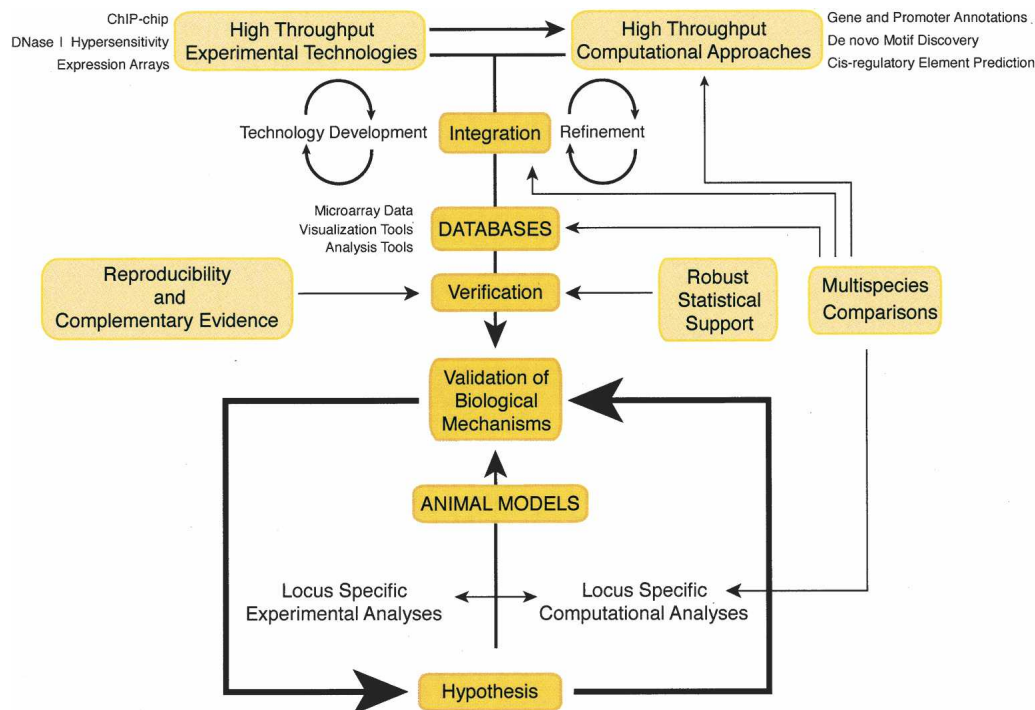 ChIP-chip
DNase I Hypersensitivity
Expression Arrays
High Throughput
Experimental Technologies
High Throughput
Computational Approaches
Gene and Promoter Annotations
De novo Motif Discovery
Cis-regulatory Element Prediction
Technology Development
Integration
Refinement
Microarray Data
Visualization Tools
Analysis Tools
DATABASES
Reproducibility
and
Complementary Evidence
Verification
Robust
Statistical
Support
Multispecies
Comparisons
Validation of
Biological
Mechanisms
ANIMAL MODELS
Locus Specific
Experimental Analyses
Locus Specific
Computational Analyses
Hypothesis